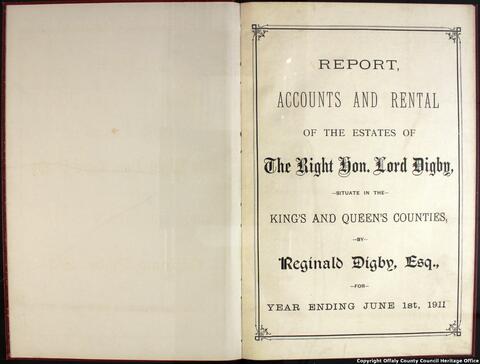 REPORT,
ACCOUNTS AND RENTAL
OF THE ESTATES OF
The Right Hon. Lord Digby,
—SITUATE IN THE—
KING'S AND QUEEN'S COUNTIES,
—BY—
Reginald Digby, Esq.,
—FOR—
YEAR ENDING JUNE 1st, 1911
Copyright Offaly County Council Heritage Office